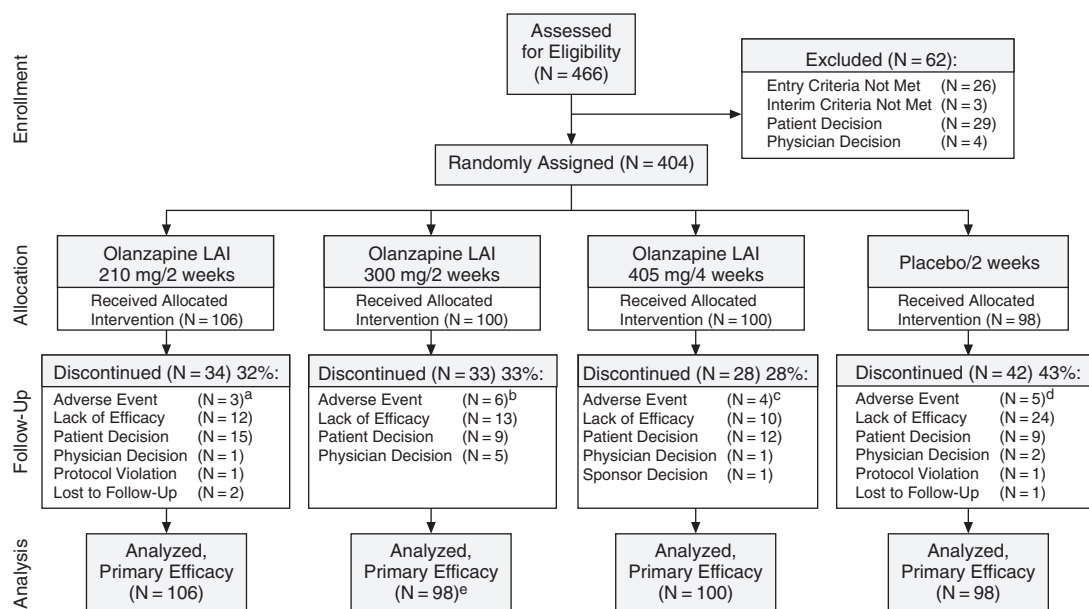 Enrollment
Assessed
for Eligibility
(N = 466)
Excluded (N = 62):
Entry Criteria Not Met (N = 26)
Interim Criteria Not Met (N = 3)
Patient Decision (N = 29)
Physician Decision (N = 4)
Randomly Assigned (N = 404)
Allocation
Olanzapine LAI
210 mg/2 weeks
Received Allocated
Intervention (N = 106)
Olanzapine LAI
300 mg/2 weeks
Received Allocated
Intervention (N = 100)
Olanzapine LAI
405 mg/4 weeks
Received Allocated
Intervention (N = 100)
Placebo/2 weeks
Received Allocated
Intervention (N = 98)
Follow-Up
Discontinued (N = 34) 32%:
Adverse Event (N = 3)a
Lack of Efficacy (N = 12)
Patient Decision (N = 15)
Physician Decision (N = 1)
Protocol Violation (N = 1)
Lost to Follow-Up (N = 2)
Discontinued (N = 33) 33%:
Adverse Event (N = 6)b
Lack of Efficacy (N = 13)
Patient Decision (N = 9)
Physician Decision (N = 5)
Discontinued (N = 28) 28%:
Adverse Event (N = 4)c
Lack of Efficacy (N = 10)
Patient Decision (N = 12)
Physician Decision (N = 1)
Sponsor Decision (N = 1)
Discontinued (N = 42) 43%:
Adverse Event (N = 5)d
Lack of Efficacy (N = 24)
Patient Decision (N = 9)
Physician Decision (N = 2)
Protocol Violation (N = 1)
Lost to Follow-Up (N = 1)
Analysis
Analyzed,
Primary Efficacy
(N = 106)
Analyzed,
Primary Efficacy
(N = 98)e
Analyzed,
Primary Efficacy
(N = 100)
Analyzed,
Primary Efficacy
(N = 98)